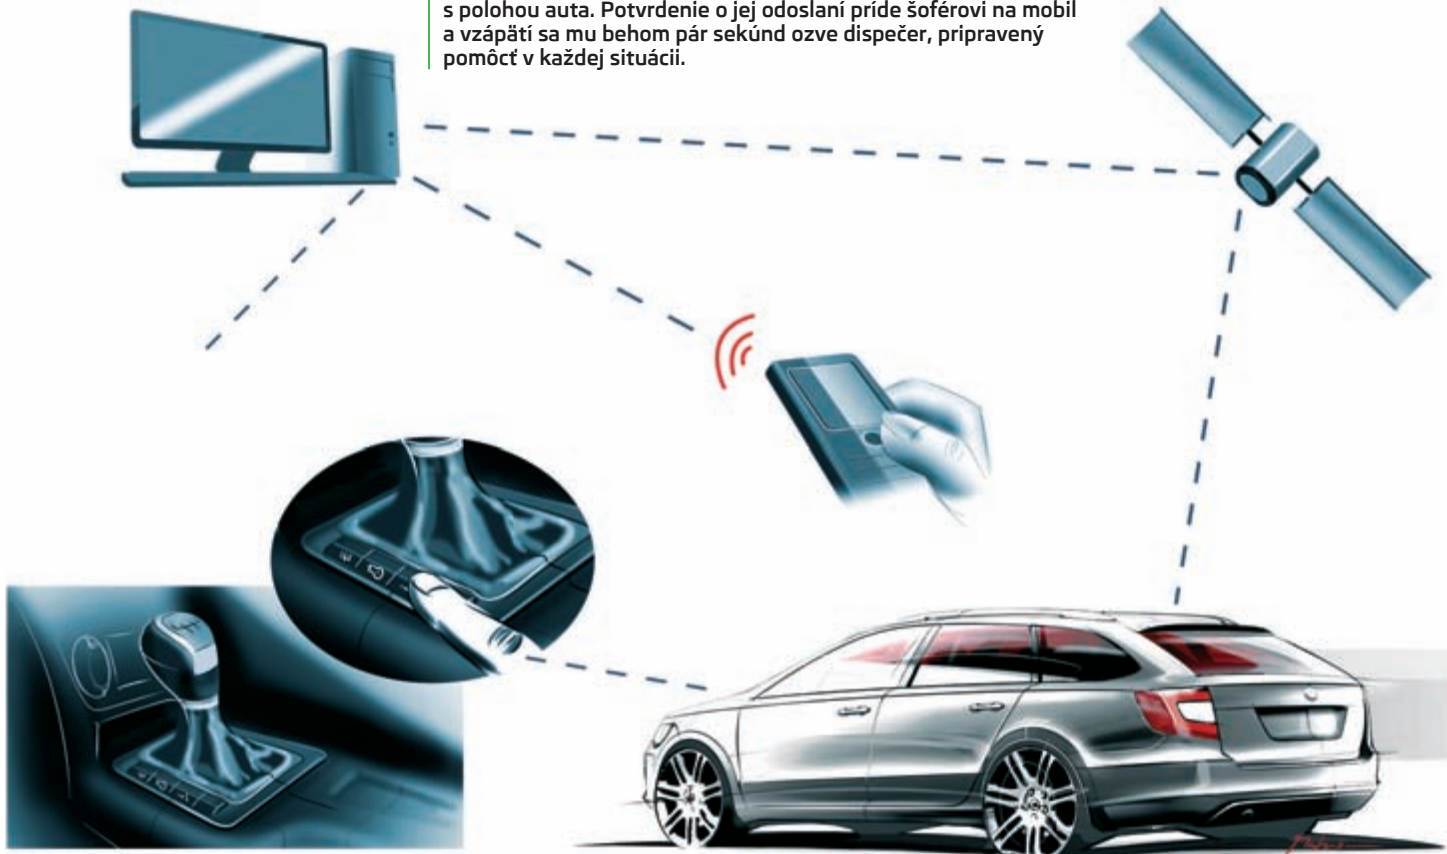 s polohou auta. Potvrdenie o jej odoslaní príde šoférovi na mobil
a vzápätí sa mu behom pár sekúnd ozve dispečer, pripravený
pomôcť v každej situácii.